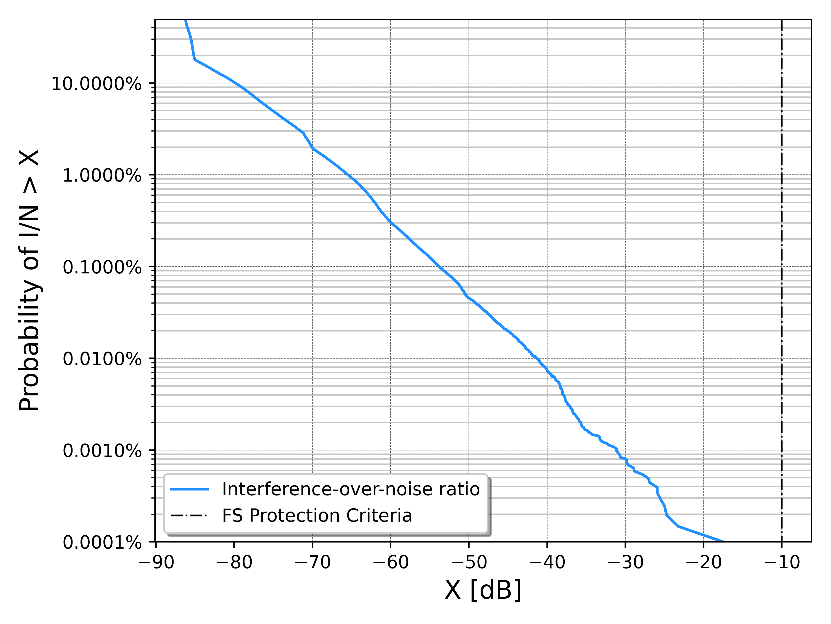 Probability of I/N > X
10.0000%
1.0000%
0.1000%
0.0100%
0.0010%
0.0001%
Interference-over-noise ratio
FS Protection Criteria
−90 −80 −70 −60 −50 −40 −30 −20 −10
X [dB]